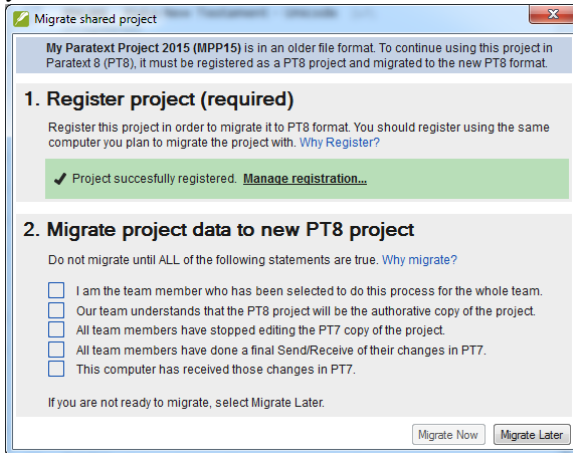 Migrate shared project
My Paratext Project 2015 (MPP15) is in an older file format. To continue using this project in
Paratext 8 (PT8), it must be registered as a PT8 project and migrated to the new PT8 format.
1. Register project (required)
Register this project in order to migrate it to PT8 format. You should register using the same
computer you plan to migrate the project with. Why Register?
Project succesfully registered. Manage registration...
2. Migrate project data to new PT8 project
Do not migrate until ALL of the following statements are true. Why migrate?
I am the team member who has been selected to do this process for the whole team.
Our team understands that the PT8 project will be the authorative copy of the project.
All team members have stopped editing the PT7 copy of the project.
All team members have done a final Send/Receive of their changes in PT7.
This computer has received those changes in PT7.
If you are not ready to migrate, select Migrate Later.
Migrate Now Migrate Later